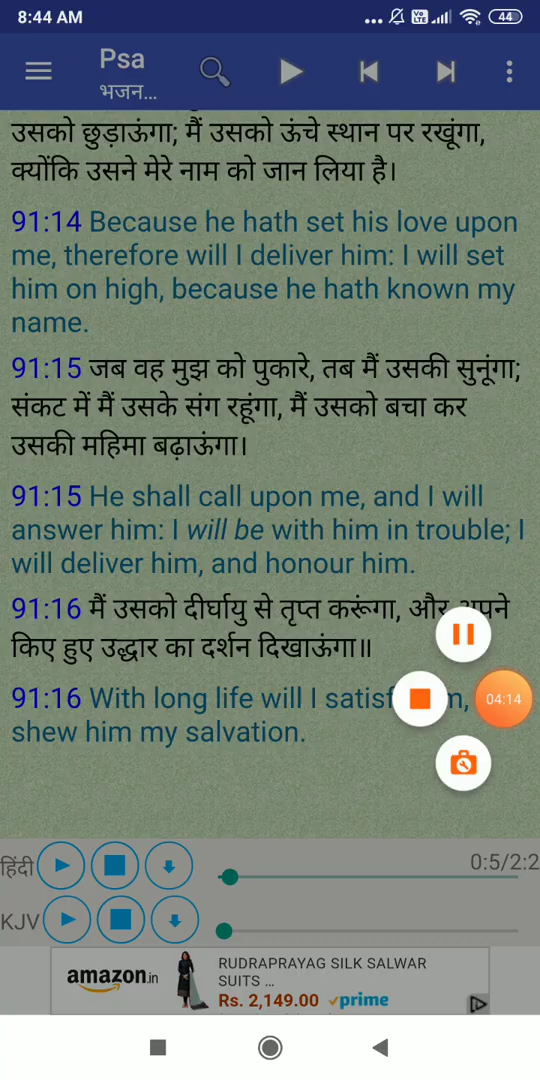 8:44 AM
Vo LTE
44
Psa
भजन…
उसको छुड़ाऊंगा; मैं उसको ऊंचे स्थान पर रखूंगा,
क्योंकि उसने मेरे नाम को जान लिया है।
91:14 Because he hath set his love upon
me, therefore will I deliver him: I will set
him on high, because he hath known my
name.
91:15 जब वह मुझ को पुकारे, तब मैं उसकी सुनूंगा;
संकट में मैं उसके संग रहूंगा, मैं उसको बचा कर
उसकी महिमा बढ़ाऊंगा।
91:15 He shall call upon me, and I will
answer him: I will be with him in trouble; I
will deliver him, and honour him.
91:16 मैं उसको दीर्घायु से तृप्त करूंगा, और अपने
किए हुए उद्धार का दर्शन दिखाऊंगा॥
91:16 With long life will I satisf m,
04:14
shew him my salvation.
हिंदी
0:5/2:2
KJV
amazon.in
RUDRAPRAYAG SILK SALWAR
SUITS ...
Rs. 2,149.00 prime